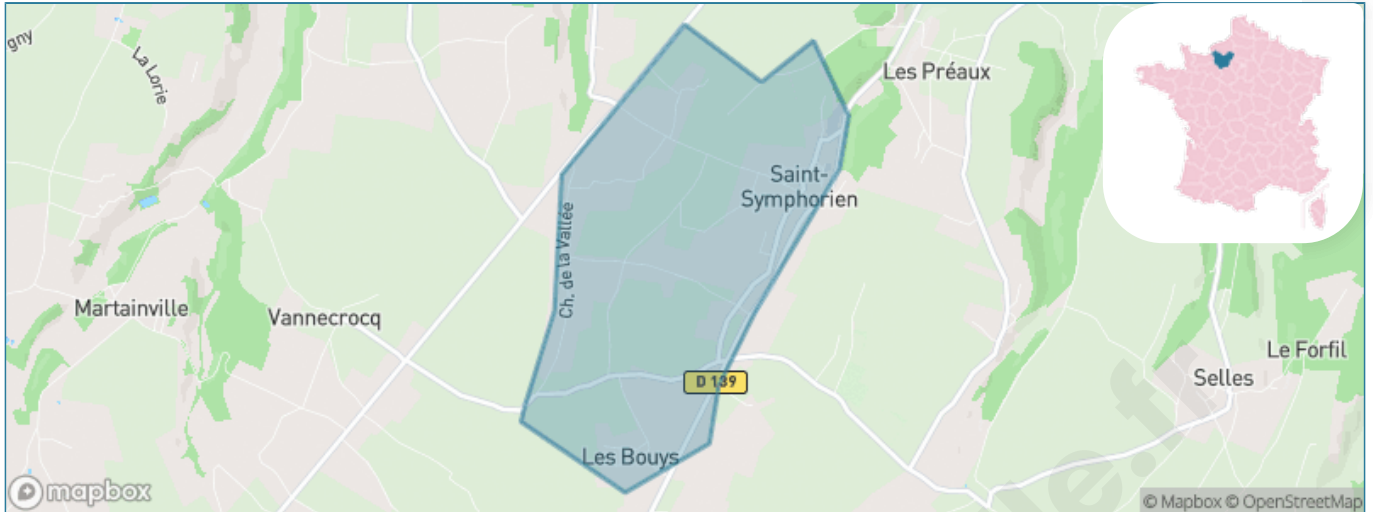 gny
La Lorie
Les Préaux
Saint-
Symphorien
Ch. de la Vallée
Martainville
Vannecrocq
D 139
Le Forfil
Selles
Les Bouys
mapbox
© Mapbox © OpenStreetMap